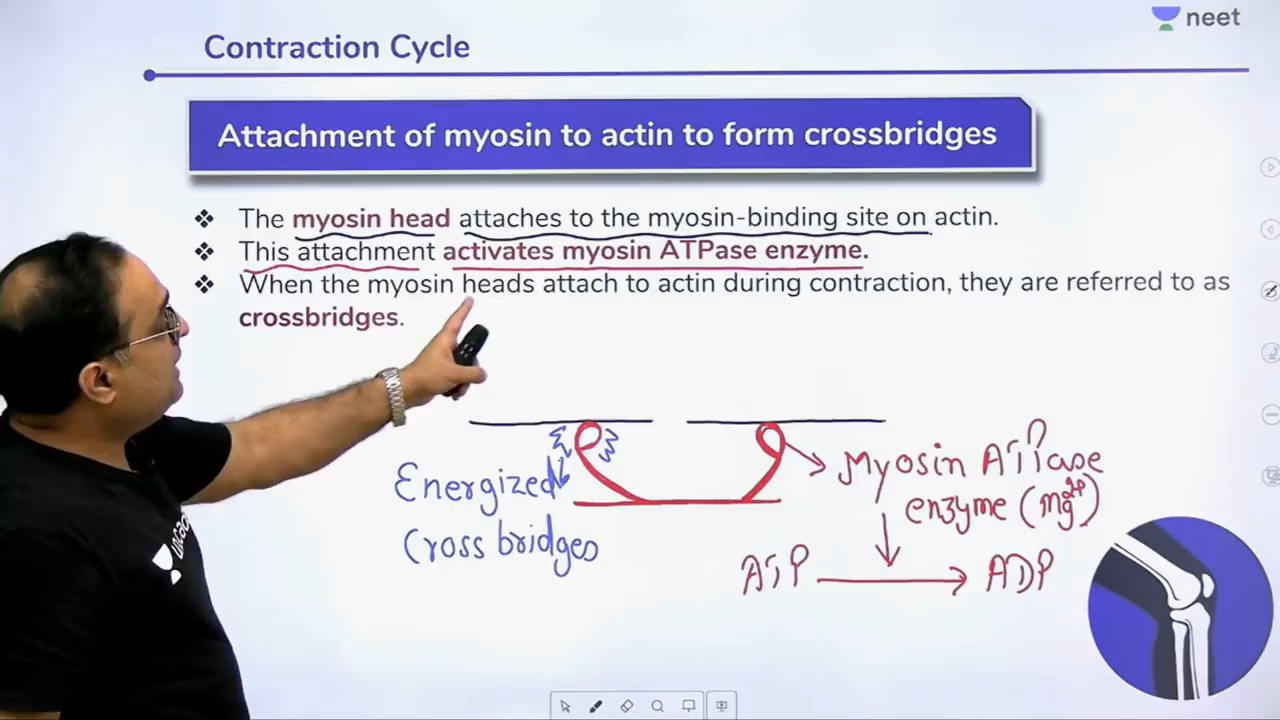 neet
Contraction Cycle
Attachment of myosin to actin to form crossbridges
❖ The myosin head attaches to the myosin-binding site on actin.
❖ This attachment activates myosin ATPase enzyme.
❖ When the myosin heads attach to actin during contraction, they are referred to as
crossbridges.
Energized
Cross bridges
Myosin ATPase
enzyme (mg2+)
ATP → ADP